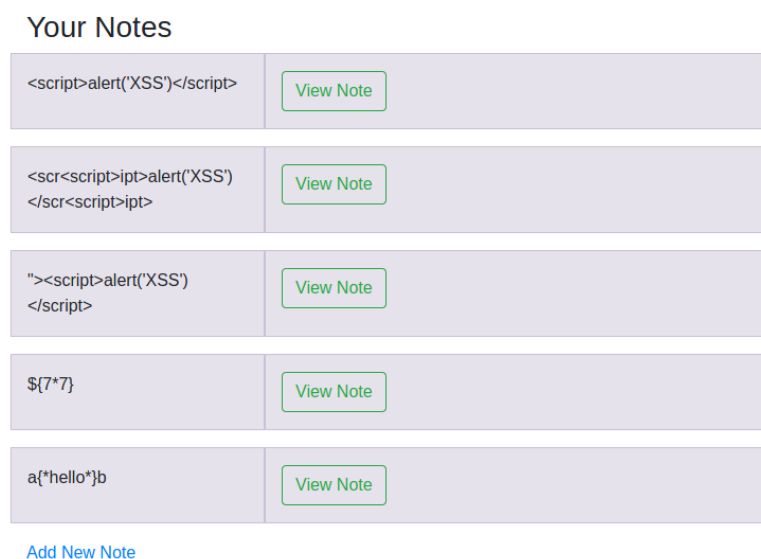 Your Notes
<script>alert('XSS')</script>
View Note
<scr<script>ipt>alert('XSS')
</scr<script>ipt>
View Note
"><script>alert('XSS')
</script>
View Note
${7*7}
View Note
a{*hello*}b
View Note
Add New Note